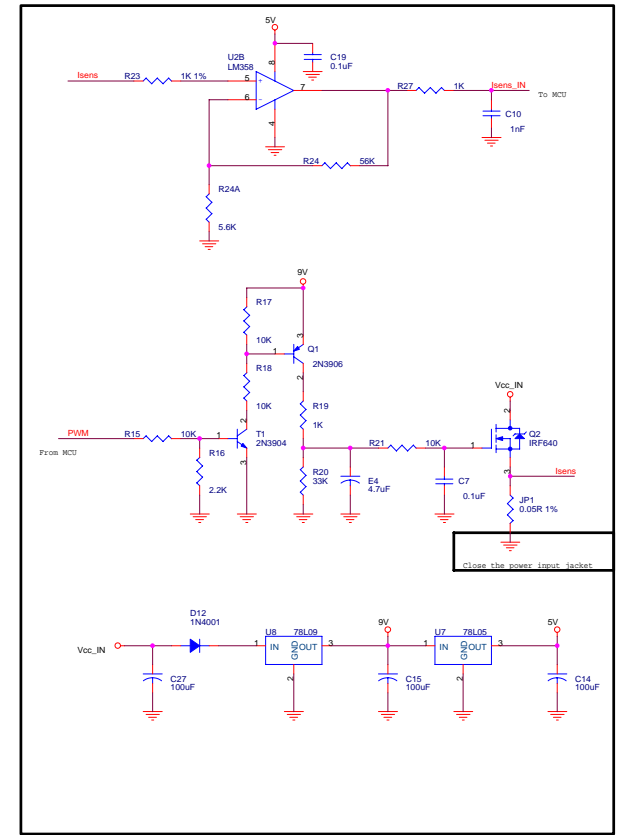 5V
U2B
LM358
C19
0.1uF
8
Isens
R23
1K 1%
5
+
7
R27
1K
Isens_IN
To MCU
6
-
4
C10
1nF
R24
56K
R24A
5.6K
9V
R17
10K
3
1
Q1
2N3906
2
R18
10K
Vcc_IN
2
R19
1K
2
PWM
R15
10K
1
T1
2N3904
R21
10K
1
Q2
IRF640
From MCU
R16
2.2K
3
R20
33K
E4
4.7uF
C7
0.1uF
3
Isens
JP1
0.05R 1%
Close the power input jacket
D12
1N4001
9V
5V
U8
78L09
U7
78L05
Vcc_IN
1
IN
GND
OUT
3
1
IN
GND
OUT
3
2
2
C27
100uF
C15
100uF
C14
100uF